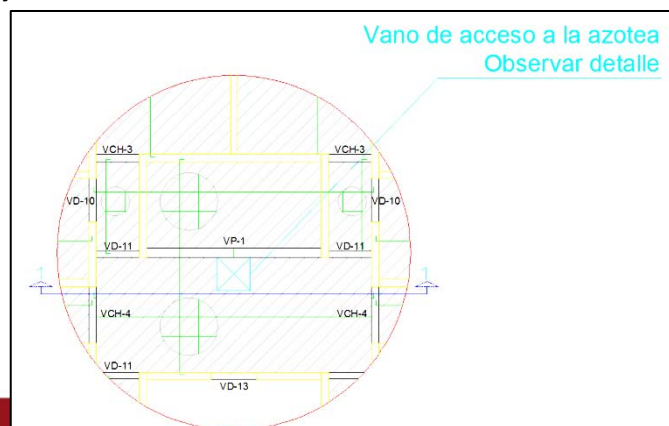 Vano de acceso a la azotea
Observar detalle
VCH-3
VCH-3
VD-10
VD-10
VD-11
VP-1
VD-11
1
1
VCH-4
VCH-4
VD-11
VD-13